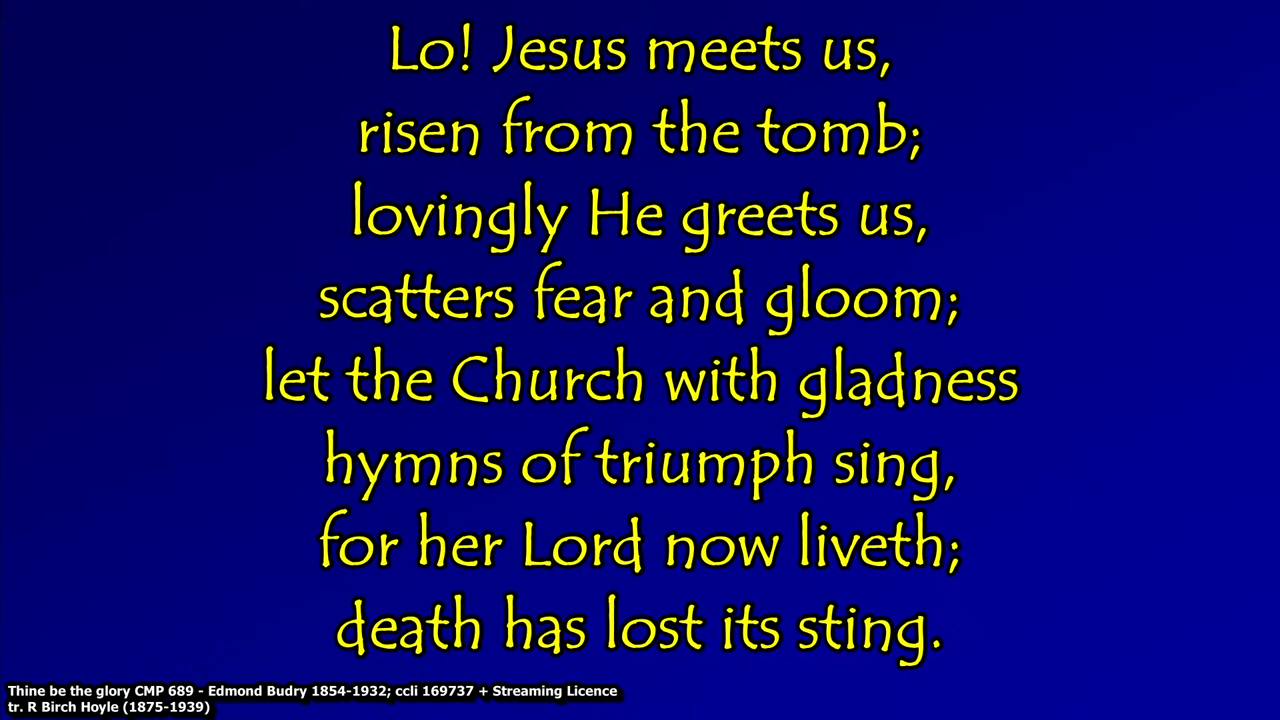 Lo! Jesus meets us,
risen from the tomb;
lovingly He greets us,
scatters fear and gloom;
let the Church with gladness
hymns of triumph sing,
for her Lord now liveth;
death has lost its sting.
Thine be the glory CMP 689 - Edmond Budry 1854-1932; ccli 169737 + Streaming Licence
tr. R Birch Hoyle (1875-1939)